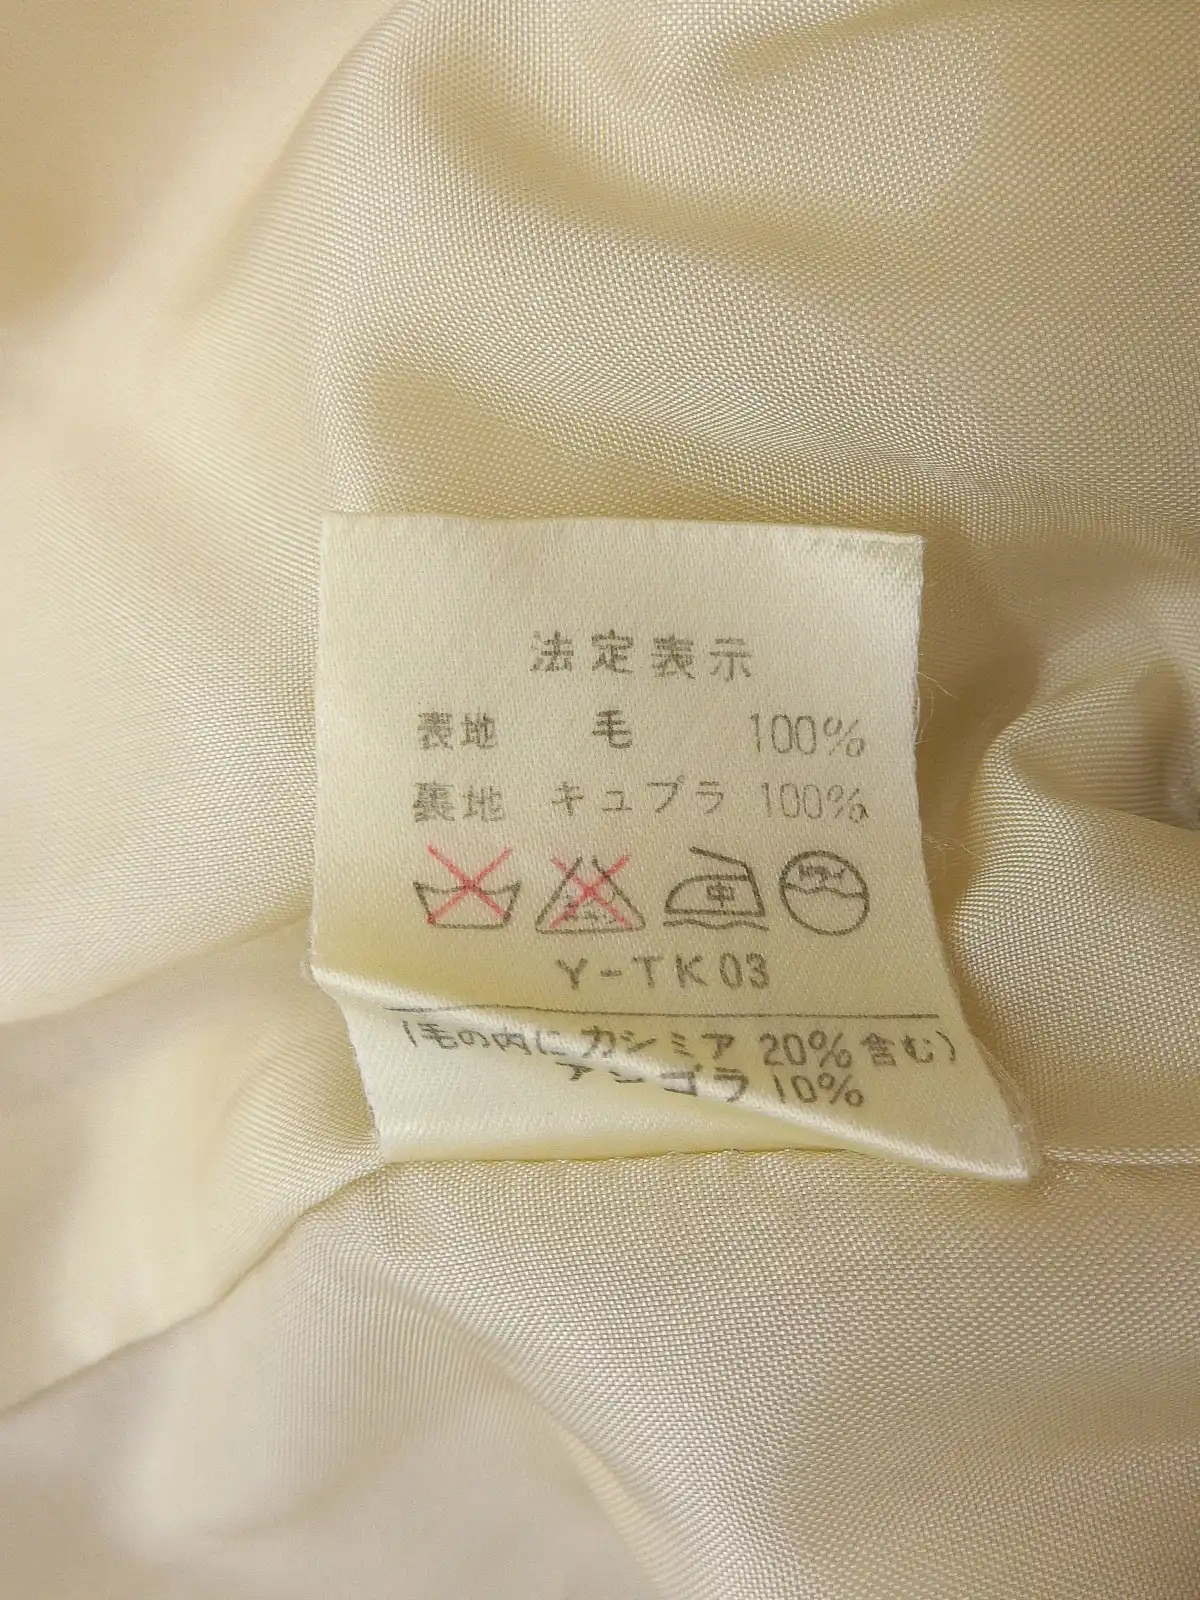 法定表示
表地 毛 100%
裏地 キュプラ 100%
中
Y-TK03
(毛の内にカシミア 20%含む)
アンゴラ 10%